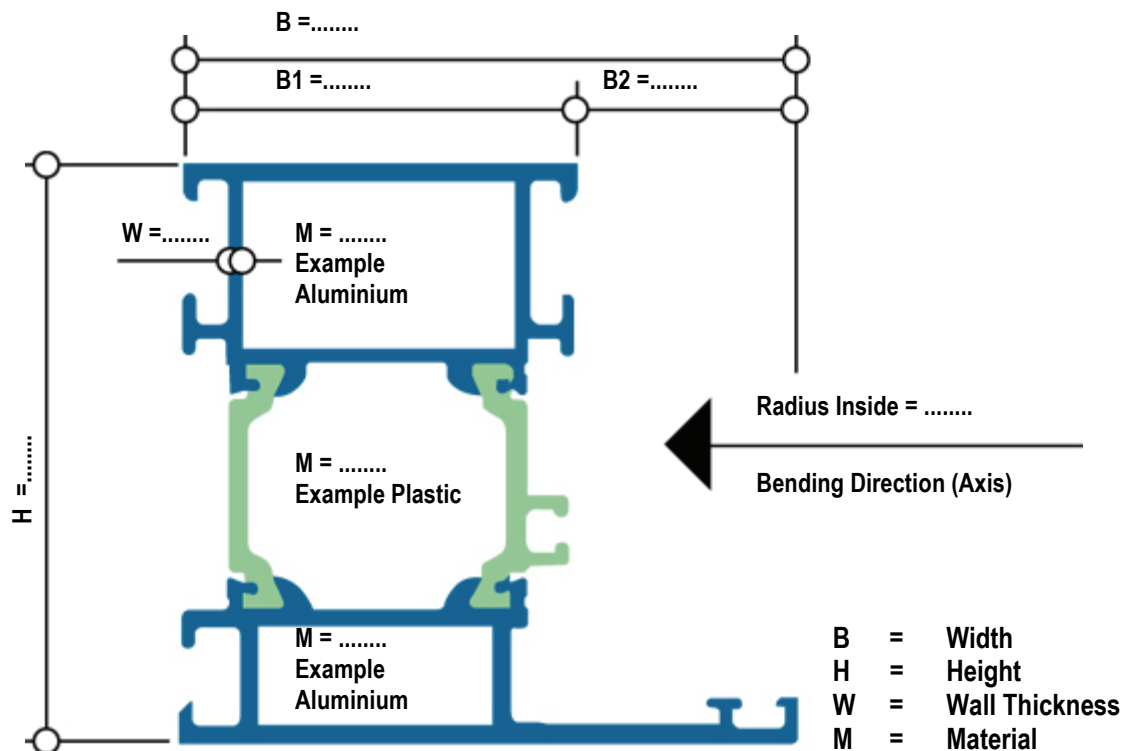 B =........
B1 =........
B2 =........
W =........
M = ........
Example
Aluminium
H =........
Radius Inside = ........
Bending Direction (Axis)
M = ........
Example Plastic
M = ........
Example
Aluminium
B = Width
H = Height
W = Wall Thickness
M = Material